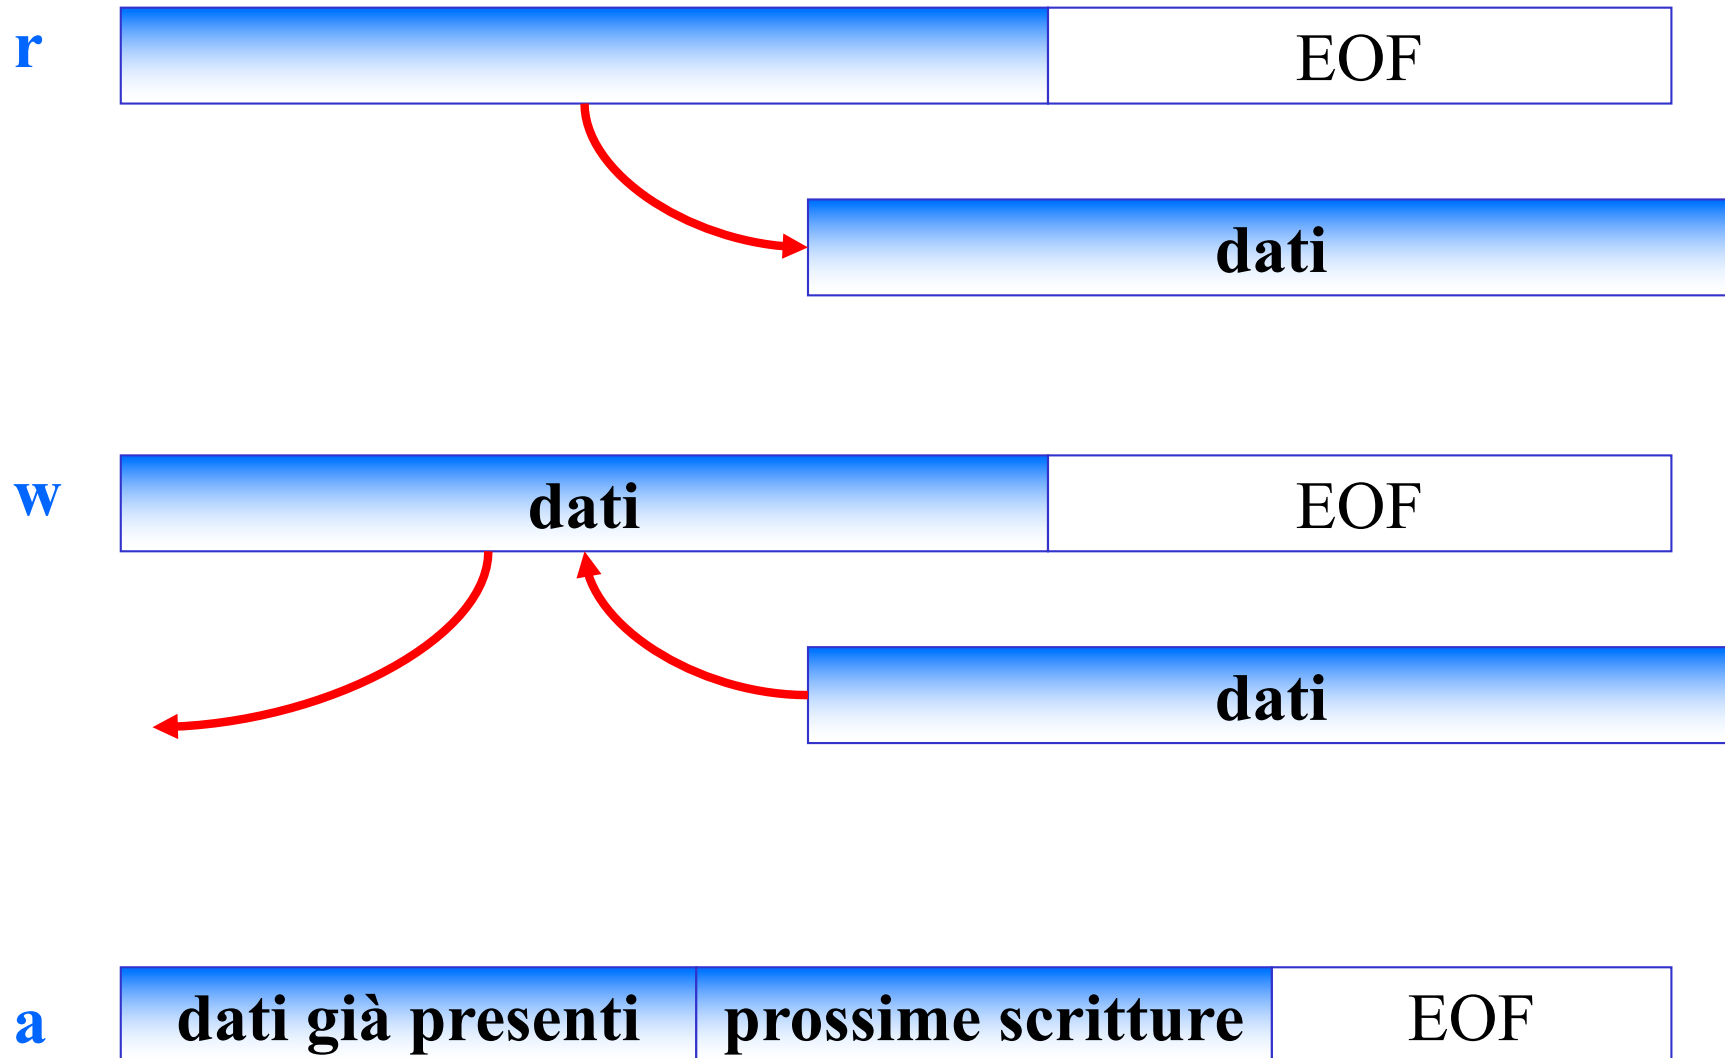 r EOF
dati
w dati EOF
dati
a dati già presenti prossime scritture EOF